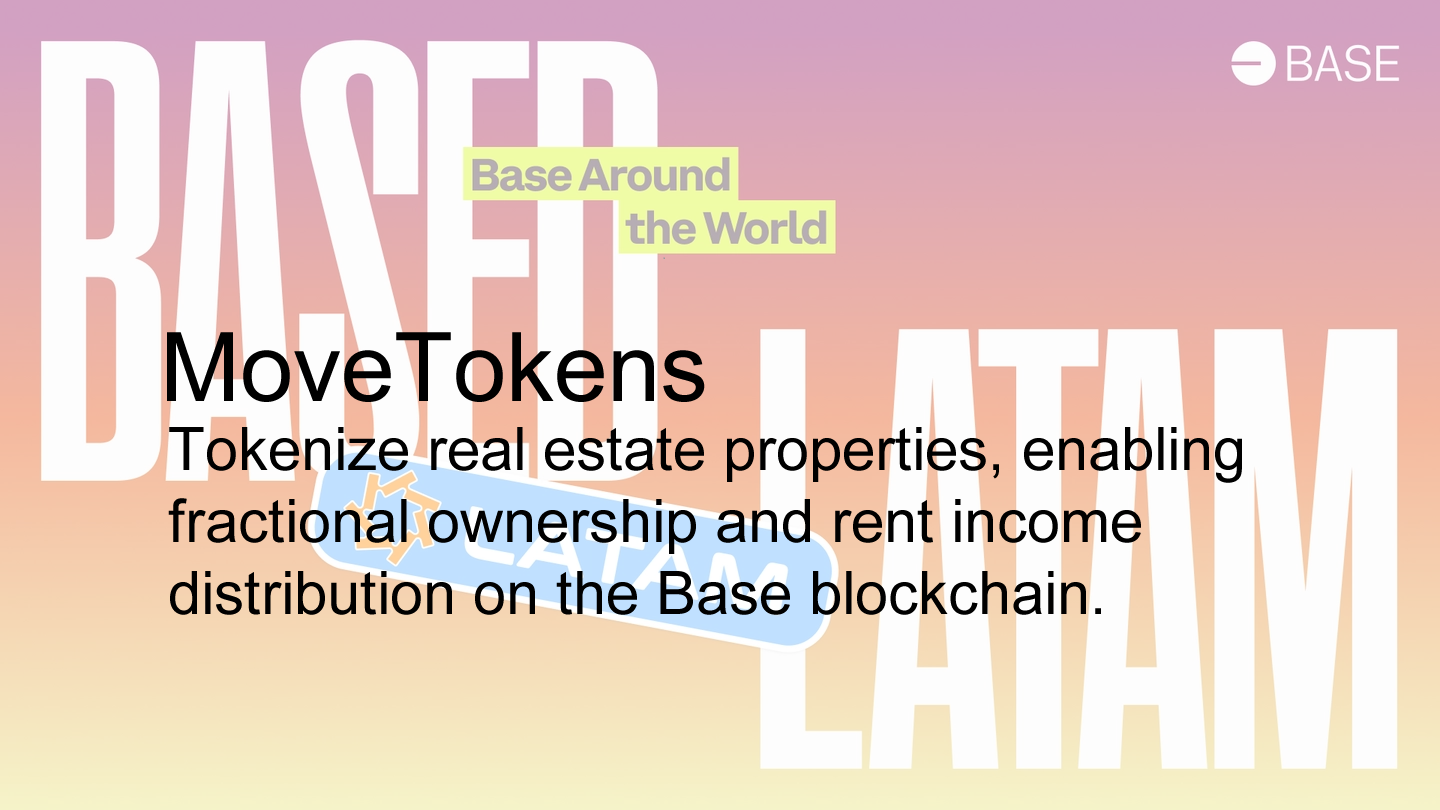 BASED
BASE
Base Around
the World
MoveTokens
LATAM
Tokenize real estate properties, enabling
fractional ownership and rent income
distribution on the Base blockchain.
LATAM